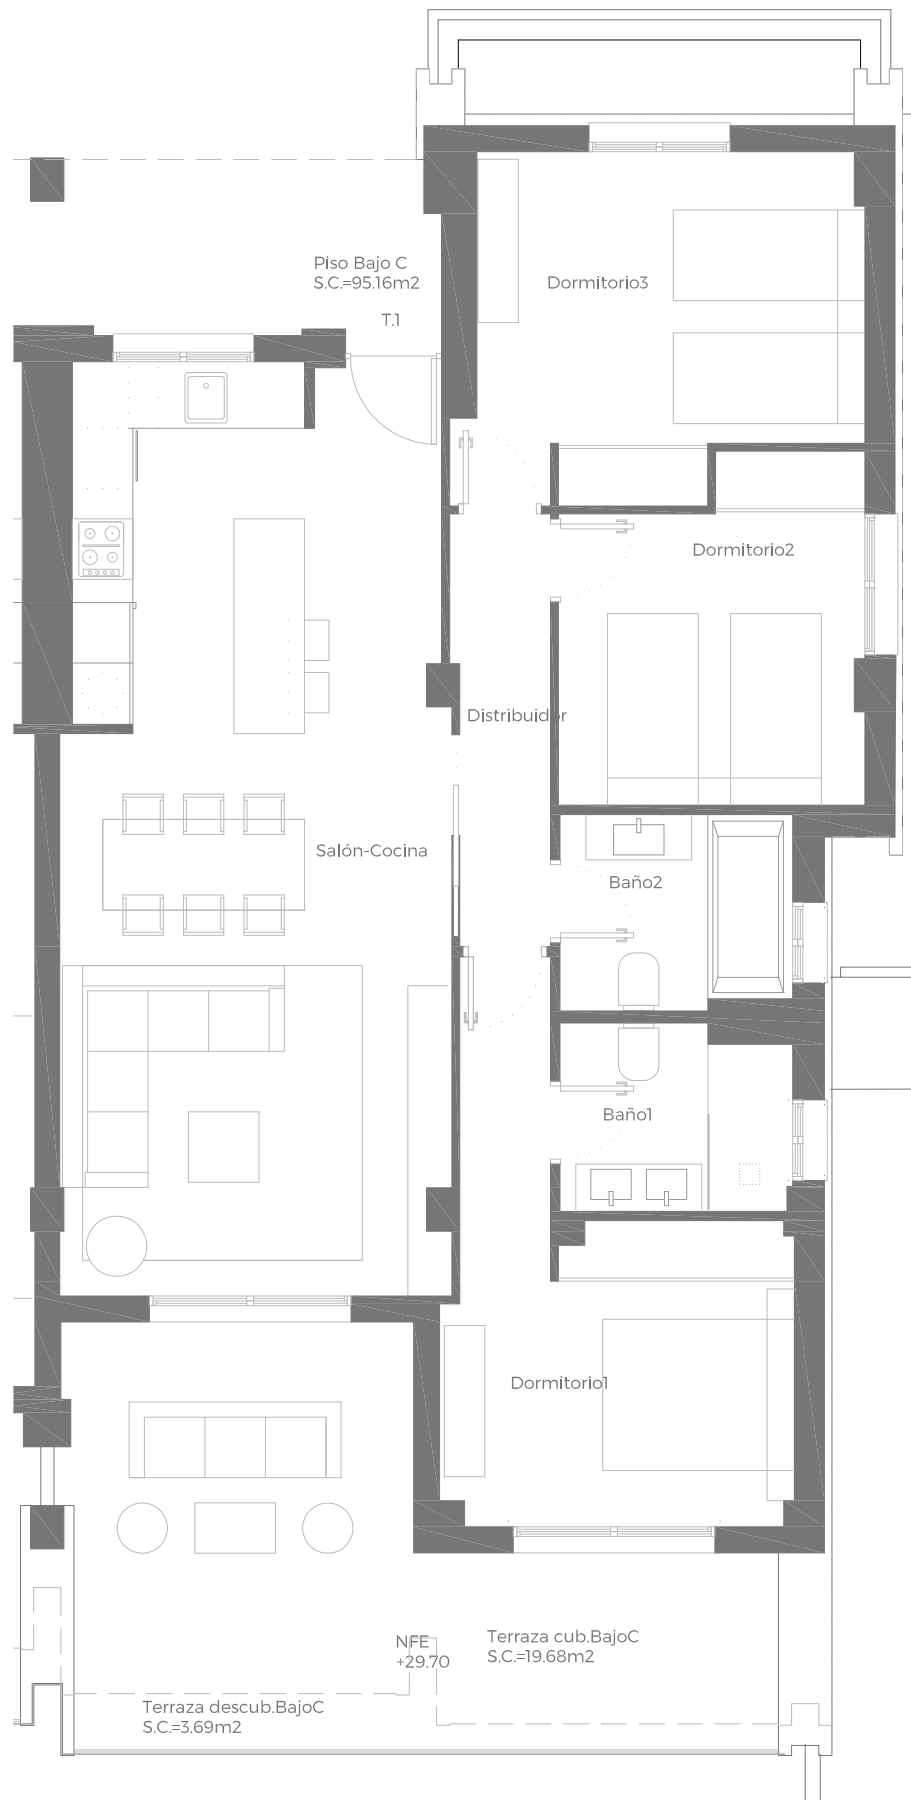 Piso Bajo C
S.C.=95.16m2
T.1
Dormitorio3
Dormitorio2
Distribuidor
Salón-Cocina
Baño2
Baño1
Dormitorio1
NFE
+29.70
Terraza cub.BajoC
S.C.=19.68m2
Terraza descub.BajoC
S.C.=3.69m2